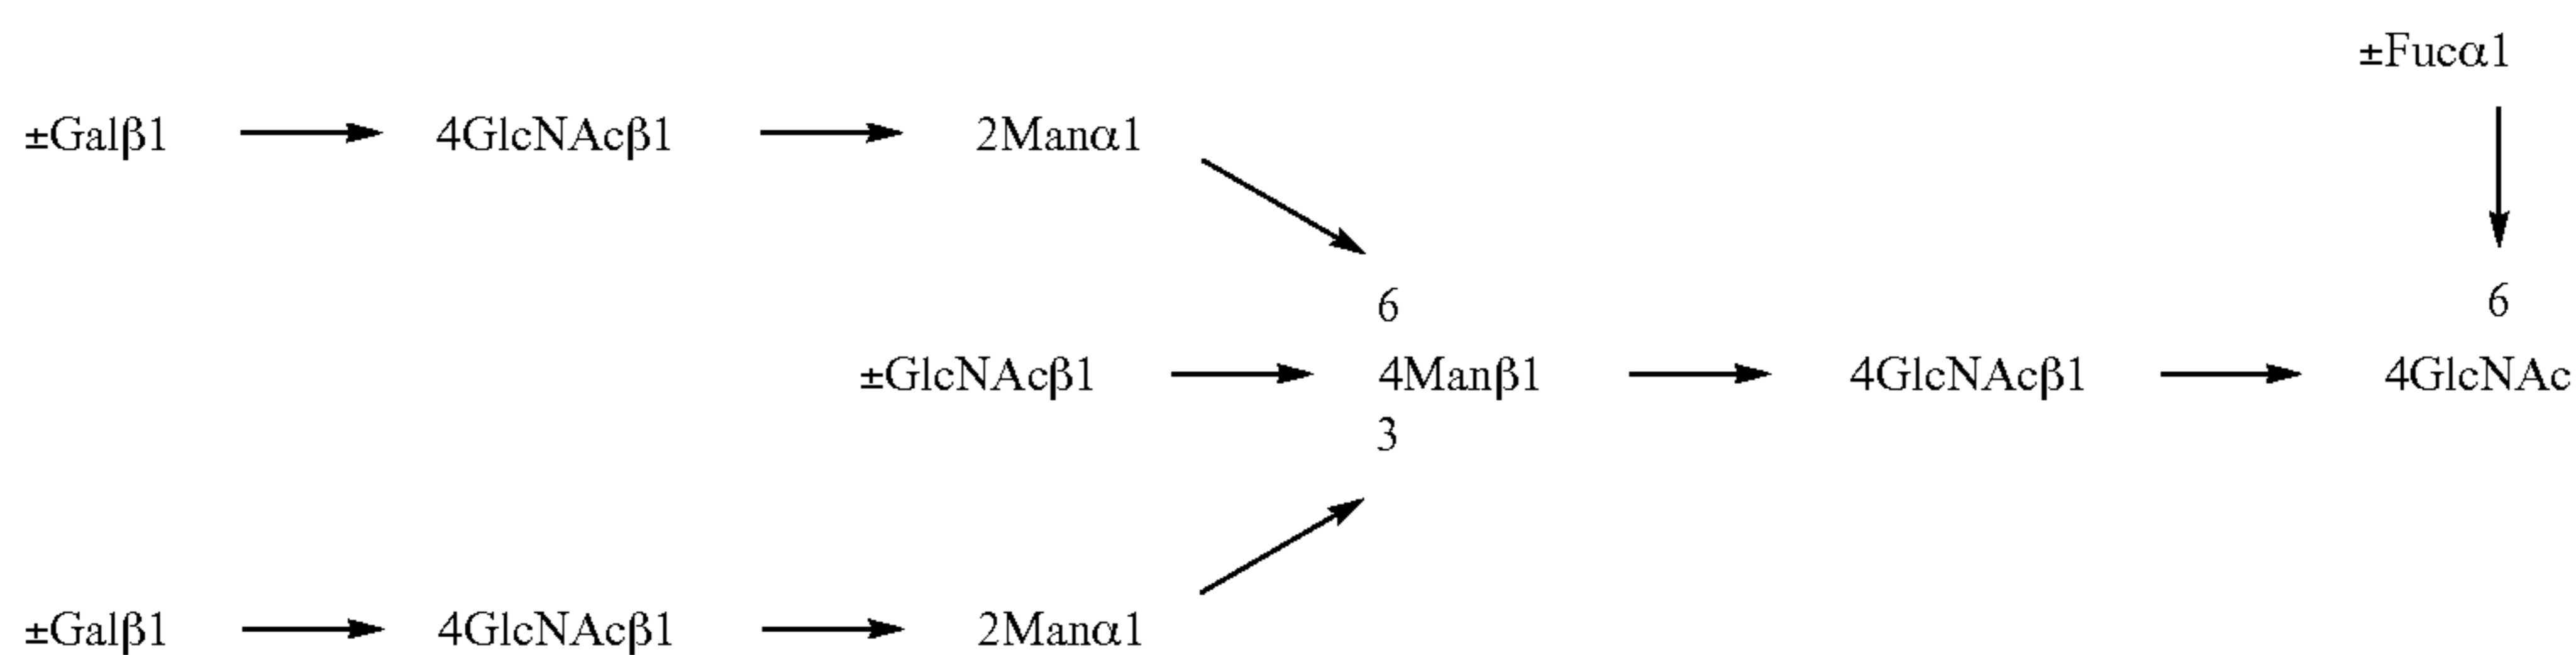 ±Fucα1
±Galβ1 4GlcNAcβ1 2Manα1
6 6
±GlcNAcβ1 4Manβ1 4GlcNAcβ1 4GlcNAc
3
±Galβ1 4GlcNAcβ1 2Manα1